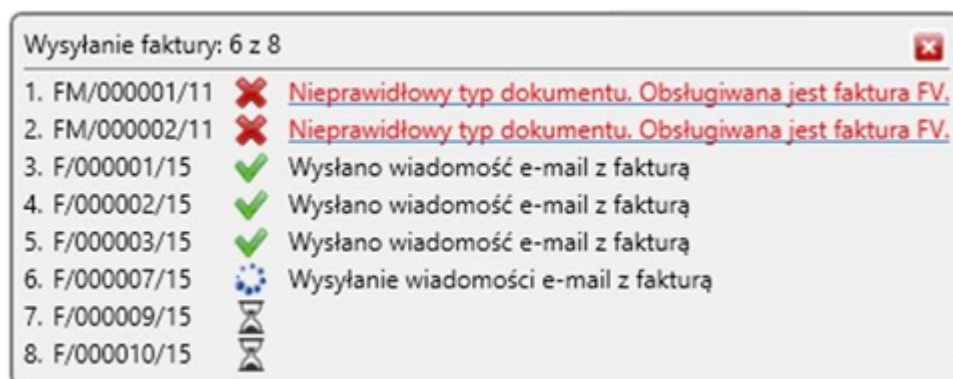 Wysyłanie faktury: 6 z 8
1. FM/000001/11 Nieprawidłowy typ dokumentu. Obsługiwana jest faktura FV.
2. FM/000002/11 Nieprawidłowy typ dokumentu. Obsługiwana jest faktura FV.
3. F/000001/15 Wysłano wiadomość e-mail z fakturą
4. F/000002/15 Wysłano wiadomość e-mail z fakturą
5. F/000003/15 Wysłano wiadomość e-mail z fakturą
6. F/000007/15 Wysyłanie wiadomości e-mail z fakturą
7. F/000009/15
8. F/000010/15